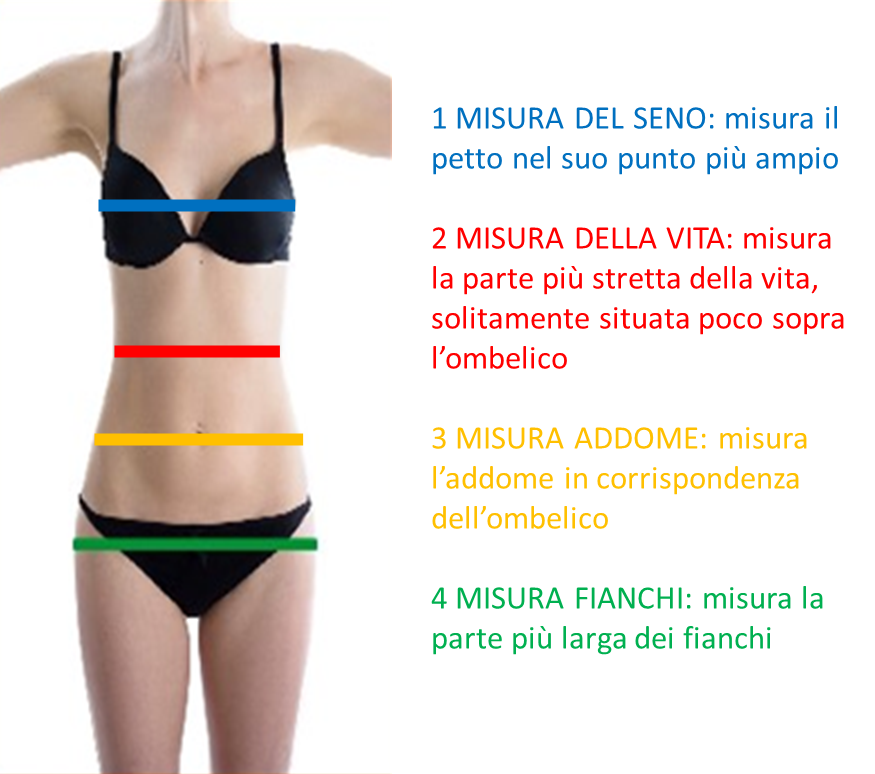 1 MISURA DEL SENO: misura il
petto nel suo punto più ampio
2 MISURA DELLA VITA: misura
la parte più stretta della vita,
solitamente situata poco sopra
l’ombelico
3 MISURA ADDOME: misura
l’addome in corrispondenza
dell’ombelico
4 MISURA FIANCHI: misura la
parte più larga dei fianchi